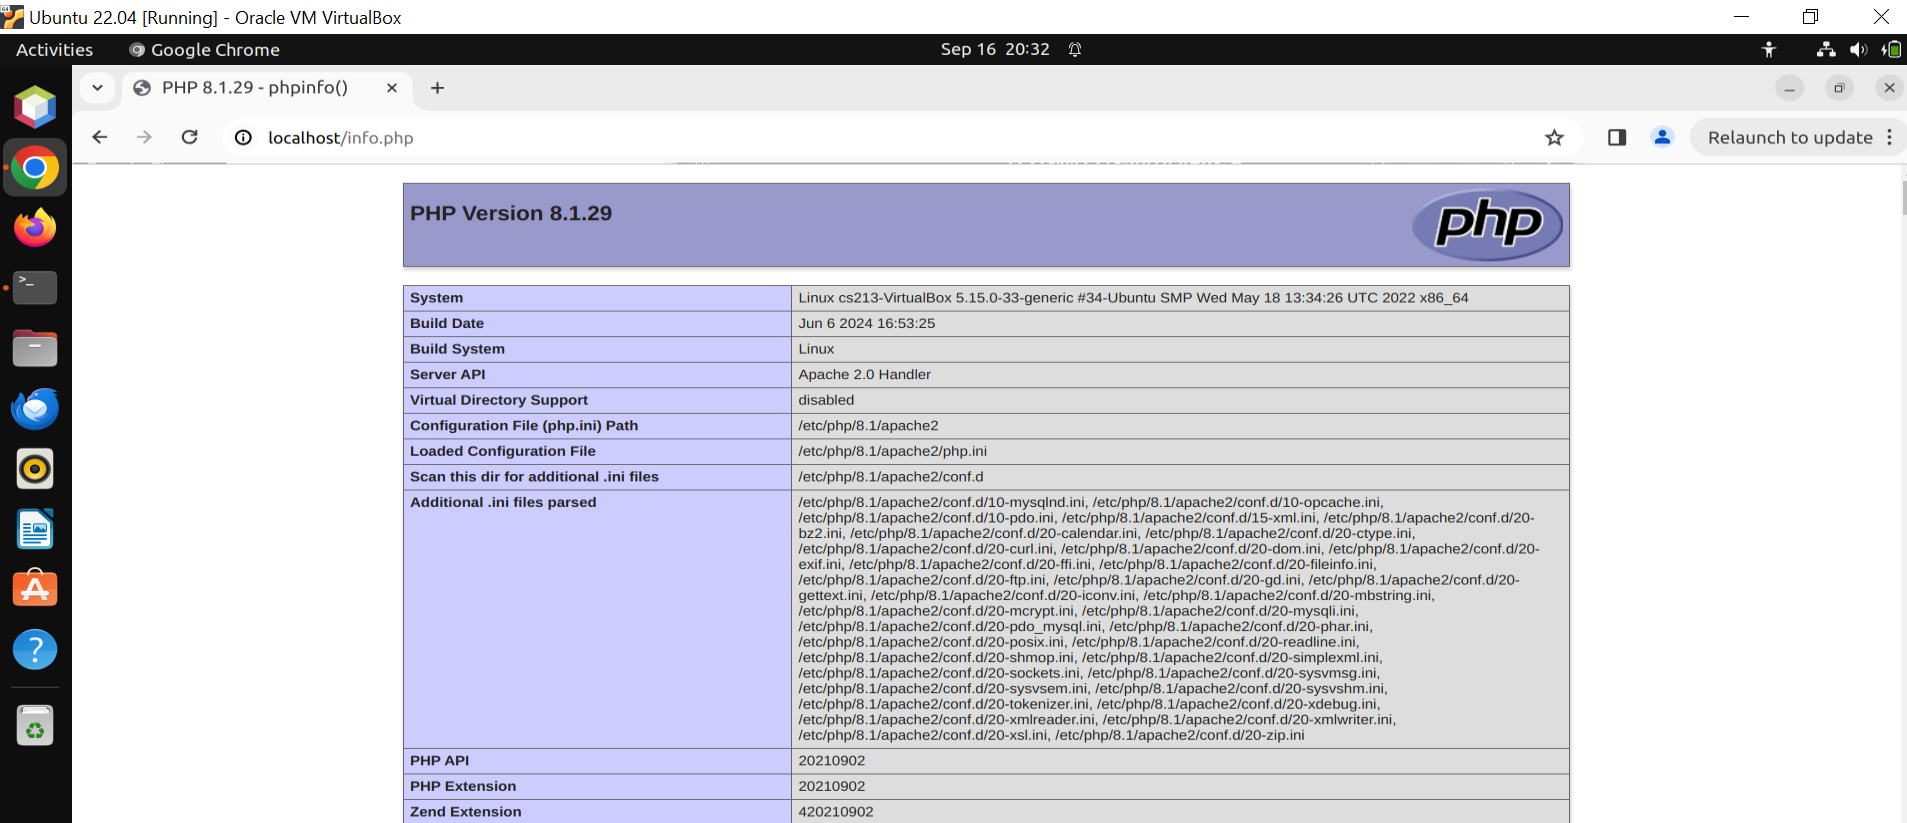 Ubuntu 22.04 [Running] - Oracle VM VirtualBox
Activities Google Chrome Sep 16 20:32
PHP 8.1.29 - phpinfo()
localhost/info.php Relaunch to update
PHP Version 8.1.29 php
System Linux cs213-VirtualBox 5.15.0-33-generic #34-Ubuntu SMP Wed May 18 13:34:26 UTC 2022 x86_64
Build Date Jun 6 2024 16:53:25
Build System Linux
Server API Apache 2.0 Handler
Virtual Directory Support disabled
Configuration File (php.ini) Path /etc/php/8.1/apache2
Loaded Configuration File /etc/php/8.1/apache2/php.ini
Scan this dir for additional .ini files /etc/php/8.1/apache2/conf.d
Additional .ini files parsed /etc/php/8.1/apache2/conf.d/10-mysqlnd.ini, /etc/php/8.1/apache2/conf.d/10-opcache.ini,
/etc/php/8.1/apache2/conf.d/10-pdo.ini, /etc/php/8.1/apache2/conf.d/15-xml.ini, /etc/php/8.1/apache2/conf.d/20-
bz2.ini, /etc/php/8.1/apache2/conf.d/20-calendar.ini, /etc/php/8.1/apache2/conf.d/20-ctype.ini,
/etc/php/8.1/apache2/conf.d/20-curl.ini, /etc/php/8.1/apache2/conf.d/20-dom.ini, /etc/php/8.1/apache2/conf.d/20-
exif.ini, /etc/php/8.1/apache2/conf.d/20-ffi.ini, /etc/php/8.1/apache2/conf.d/20-fileinfo.ini,
/etc/php/8.1/apache2/conf.d/20-ftp.ini, /etc/php/8.1/apache2/conf.d/20-gd.ini, /etc/php/8.1/apache2/conf.d/20-
gettext.ini, /etc/php/8.1/apache2/conf.d/20-iconv.ini, /etc/php/8.1/apache2/conf.d/20-mbstring.ini,
/etc/php/8.1/apache2/conf.d/20-mcrypt.ini, /etc/php/8.1/apache2/conf.d/20-mysqli.ini,
/etc/php/8.1/apache2/conf.d/20-pdo_mysql.ini, /etc/php/8.1/apache2/conf.d/20-phar.ini,
/etc/php/8.1/apache2/conf.d/20-posix.ini, /etc/php/8.1/apache2/conf.d/20-readline.ini,
/etc/php/8.1/apache2/conf.d/20-shmop.ini, /etc/php/8.1/apache2/conf.d/20-simplexml.ini,
/etc/php/8.1/apache2/conf.d/20-sockets.ini, /etc/php/8.1/apache2/conf.d/20-sysvmsg.ini,
/etc/php/8.1/apache2/conf.d/20-sysvsem.ini, /etc/php/8.1/apache2/conf.d/20-sysvshm.ini,
/etc/php/8.1/apache2/conf.d/20-tokenizer.ini, /etc/php/8.1/apache2/conf.d/20-xdebug.ini,
/etc/php/8.1/apache2/conf.d/20-xmlreader.ini, /etc/php/8.1/apache2/conf.d/20-xmlwriter.ini,
/etc/php/8.1/apache2/conf.d/20-xsl.ini, /etc/php/8.1/apache2/conf.d/20-zip.ini
PHP API 20210902
PHP Extension 20210902
Zend Extension 420210902